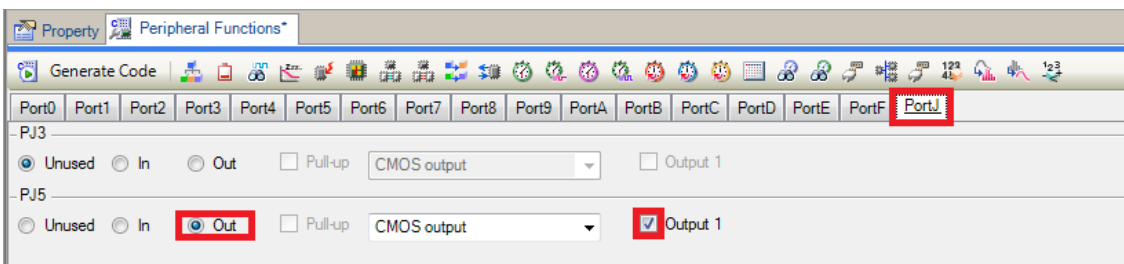 Property Peripheral Functions*
Generate Code
Port0 Port1 Port2 Port3 Port4 Port5 Port6 Port7 Port8 Port9 PortA PortB PortC PortD PortE PortF PortJ
PJ3
Unused In Out Pull-up CMOS output Output 1
PJ5
Unused In Out Pull-up CMOS output Output 1